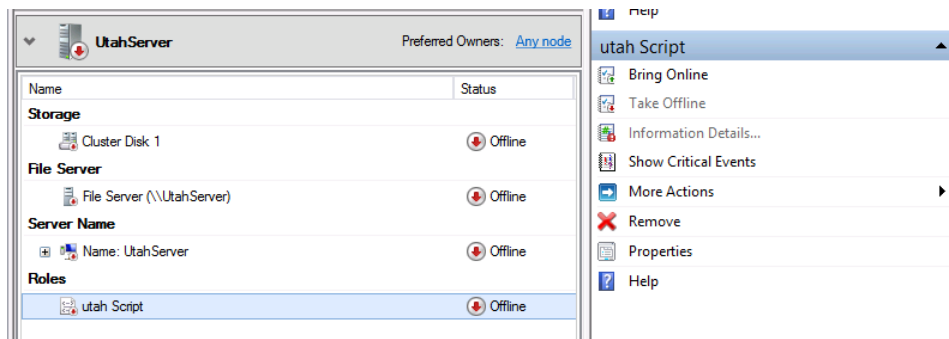 UtahServer
Preferred Owners: Any node
Name Status
Storage
Cluster Disk 1 Offline
File Server
File Server (\\UtahServer) Offline
Server Name
Name: UtahServer Offline
Roles
utah Script Offline
Help
utah Script
Bring Online
Take Offline
Information Details...
Show Critical Events
More Actions
Remove
Properties
Help